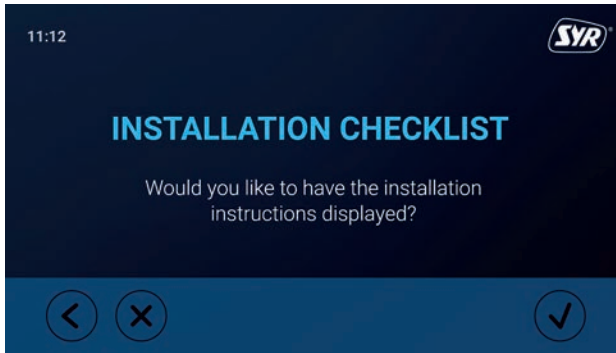 11:12
SYR
INSTALLATION CHECKLIST
Would you like to have the installation
instructions displayed?